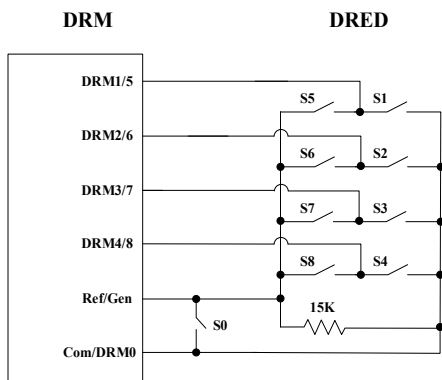 DRM DRED
DRM1/5
S5 S1
DRM2/6
S6 S2
DRM3/7
S7 S3
DRM4/8
S8 S4
Ref/Gen
15K
S0
Com/DRM0